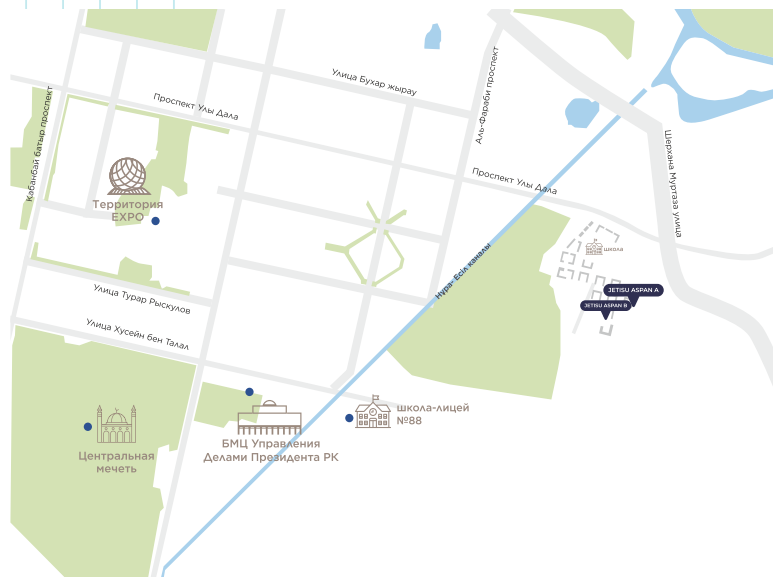 Улица Бухар жырау
Аль-Фараби проспект
Проспект Улы Дала
Кабанбай батыр проспект
Шерхана Муртаза улица
Проспект Улы Дала
Территория
EXPO
школа
Нура- Есіл каналы
JETISU ASPAN A
JETISU ASPAN B
Улица Турар Рыскулов
Улица Хусейн бен Талал
школа-лицей
№88
БМЦ Управления
Делами Президента РК
Центральная
мечеть